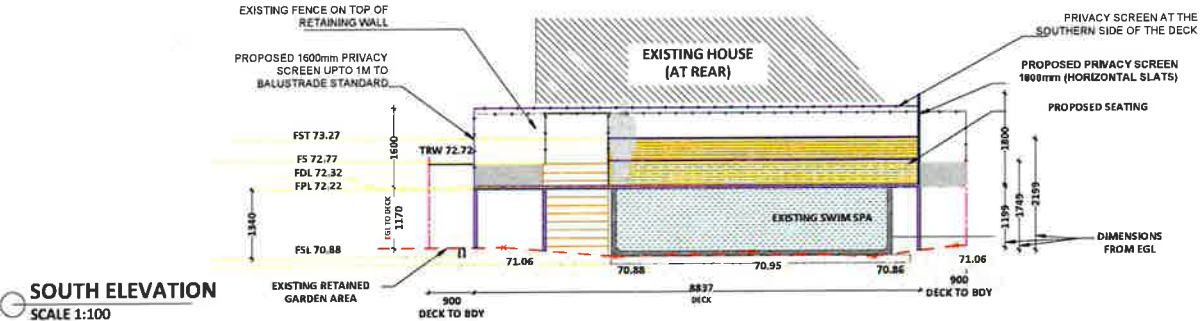 EXISTING FENCE ON TOP OF
RETAINING WALL
PRIVACY SCREEN AT THE
SOUTHERN SIDE OF THE DECK
EXISTING HOUSE
(AT REAR)
PROPOSED 1600mm PRIVACY
SCREEN UPTO 1M TO
BALUSTRADE STANDARD
PROPOSED PRIVACY SCREEN
1800mm (HORIZONTAL SLATS)
PROPOSED SEATING
FST 73.27
TRW 72.72
FS 72.77
FDL 72.32
FPL 72.22
1600
1800
1340
EGL TO DECK
1170
EXISTING SWIM SPA
1199
1749
2199
FSL 70.88
DIMENSIONS
FROM EGL
71.06
70.88
70.95
70.86
71.06
EXISTING RETAINED
GARDEN AREA
900
DECK TO BDY
8837
DECK
900
DECK TO BDY
SOUTH ELEVATION
SCALE 1:100